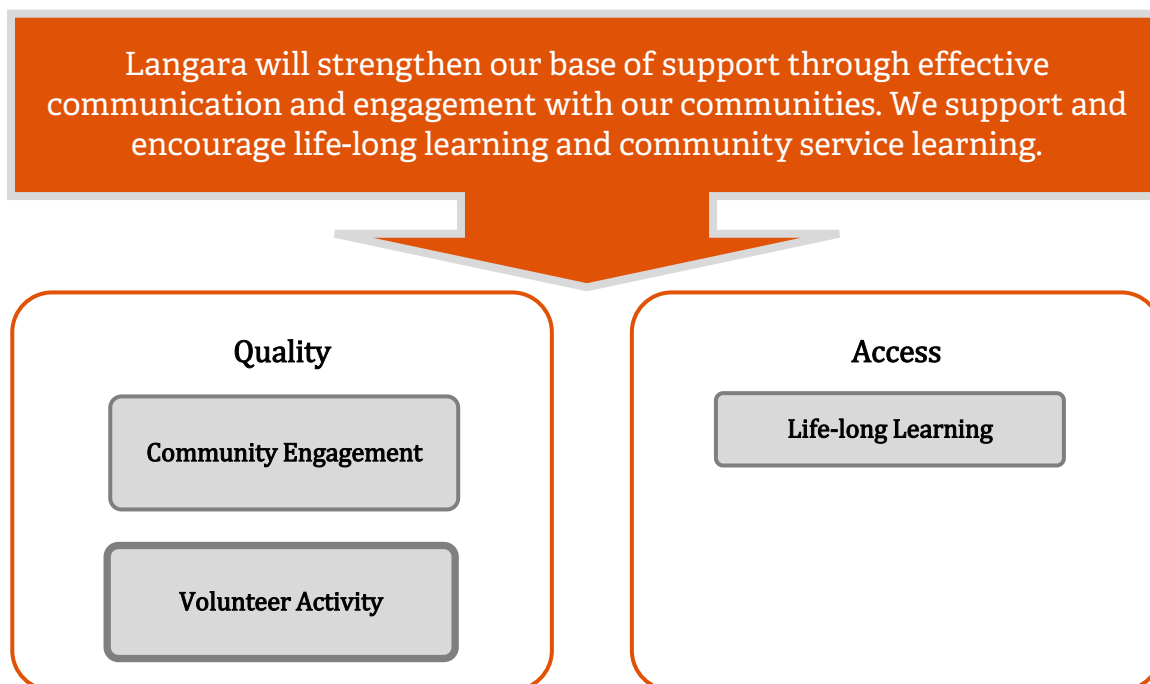 Langara will strengthen our base of support through effective
communication and engagement with our communities. We support and
encourage life-long learning and community service learning.
Quality
Community Engagement
Volunteer Activity
Access
Life-long Learning